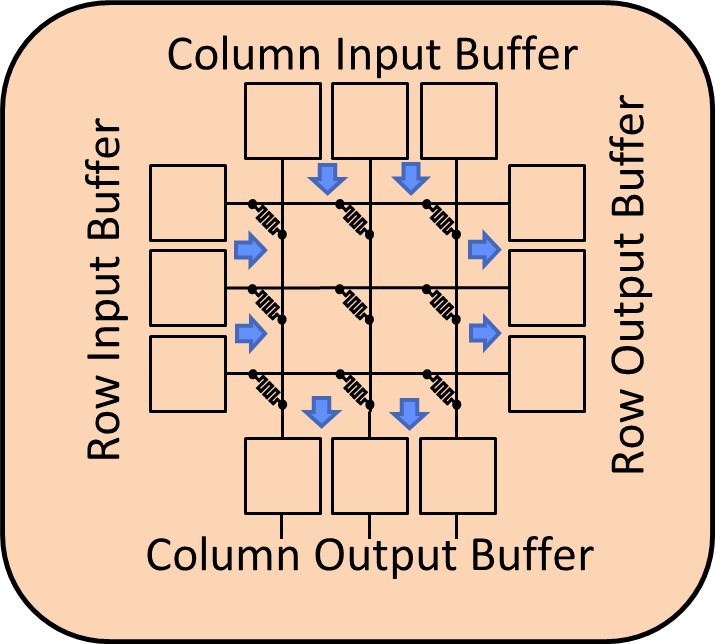 Column Input Buffer
Row Input Buffer
Row Output Buffer
Column Output Buffer